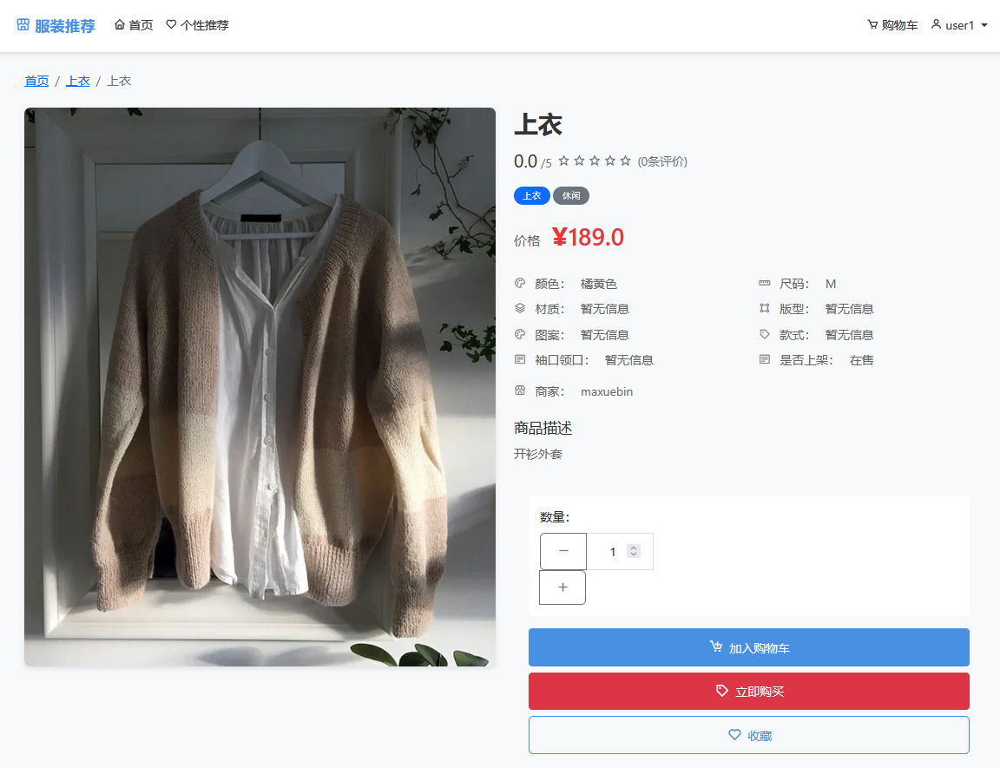 服装推荐 首页 个性推荐 购物车 user1
首页 / 上衣 / 上衣
上衣
0.0 /5 (0条评价)
上衣 休闲
价格 ¥189.0
颜色： 橘黄色 尺码： M
材质： 暂无信息 版型： 暂无信息
图案： 暂无信息 款式： 暂无信息
袖口领口： 暂无信息 是否上架： 在售
商家： maxuebin
商品描述
开衫外套
数量：
− 1
+
加入购物车
立即购买
收藏